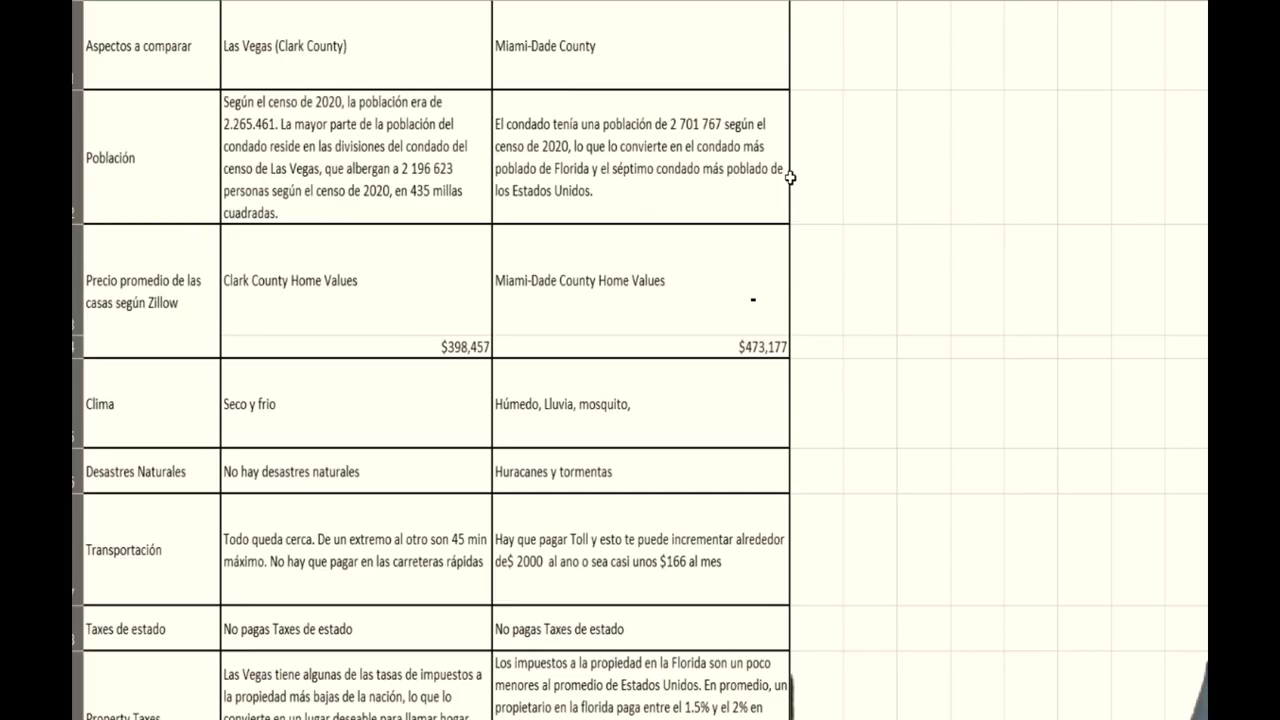 Aspectos a comparar
Las Vegas (Clark County)
Miami-Dade County
Población
Según el censo de 2020, la población era de
2.265.461. La mayor parte de la población del
condado reside en las divisiones del condado del
censo de Las Vegas, que albergan a 2 196 623
personas según el censo de 2020, en 435 millas
cuadradas.
El condado tenía una población de 2 701 767 según el
censo de 2020, lo que lo convierte en el condado más
poblado de Florida y el séptimo condado más poblado de
los Estados Unidos.
Precio promedio de las
casas según Zillow
Clark County Home Values
Miami-Dade County Home Values
$398,457
$473,177
Clima
Seco y frio
Húmedo, Lluvia, mosquito,
Desastres Naturales
No hay desastres naturales
Huracanes y tormentas
Transportación
Todo queda cerca. De un extremo al otro son 45 min
máximo. No hay que pagar en las carreteras rápidas
Hay que pagar Toll y esto te puede incrementar alrededor
de$ 2000 al ano o sea casi unos $166 al mes
Taxes de estado
No pagas Taxes de estado
No pagas Taxes de estado
Property Taxes
Las Vegas tiene algunas de las tasas de impuestos a
la propiedad más bajas de la nación, lo que lo
convierte en un lugar deseable para llamar hogar
Los impuestos a la propiedad en la Florida son un poco
menores al promedio de Estados Unidos. En promedio, un
propietario en la florida paga entre el 1.5% y el 2% en